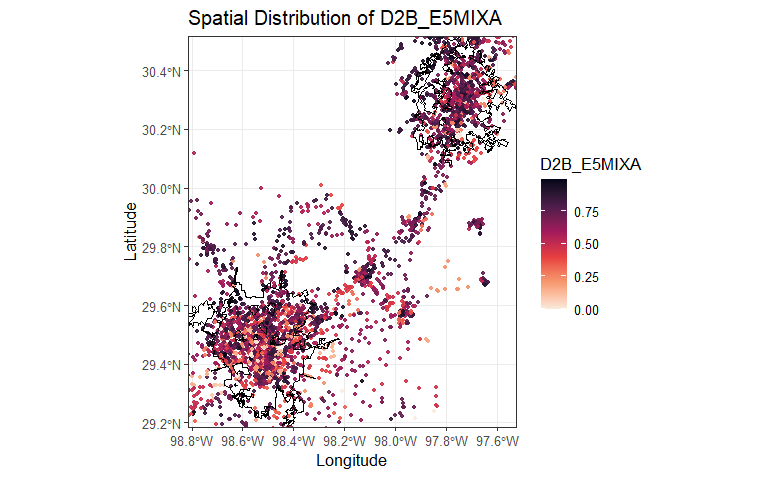 Spatial Distribution of D2B_E5MIXA
30.4°N
30.2°N
30.0°N
29.8°N
29.6°N
29.4°N
29.2°N
Latitude
98.8°W 98.6°W 98.4°W 98.2°W 98.0°W 97.8°W 97.6°W
Longitude
D2B_E5MIXA
0.75
0.50
0.25
0.00